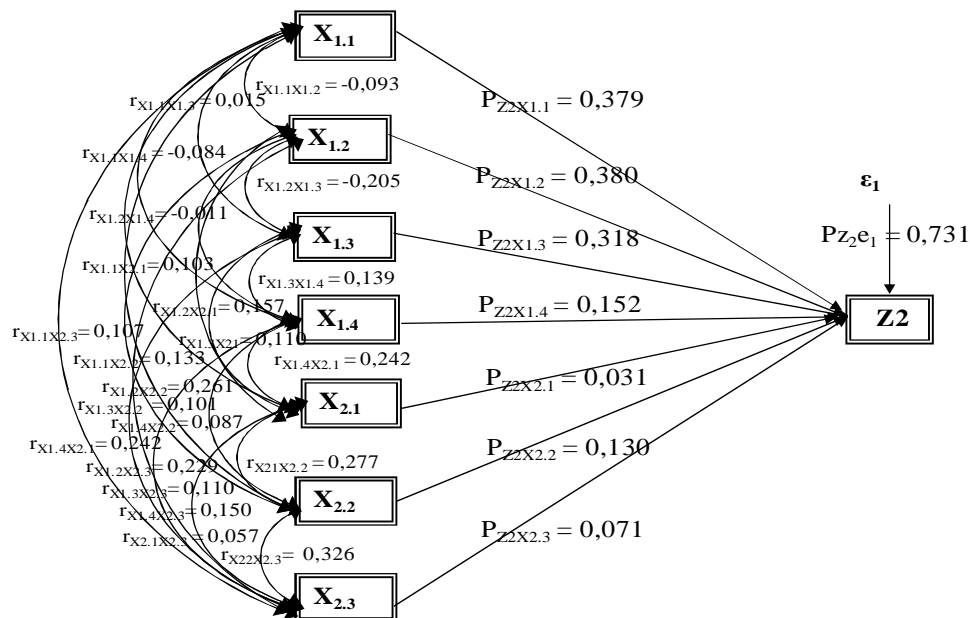 X1.1
rX1.1X1.2 = -0,093
rX1.1X1.3 = 0,015
PZ2X1.1 = 0,379
X1.2
rX1.1X1.4 = -0,084
rX1.2X1.3 = -0,205
PZ2X1.2 = 0,380
ε1
rX1.2X1.4 = -0,011
X1.3
PZ2X1.3 = 0,318
Pz2e1 = 0,731
rX1.1X2.1 = 0,103
rX1.3X1.4 = 0,139
rX1.2X2.1 = 0,157
X1.4
PZ2X1.4 = 0,152
Z2
rX1.1X2.3 = 0,107
rX1.3X21 = 0,110
rX1.1X2.2 = 0,133
rX1.4X2.1 = 0,242
rX1.2X2.2 = 0,261
PZ2X2.1 = 0,031
rX1.3X2.2 = 0,101
X2.1
rX1.4X2.2 = 0,087
rX1.4X2.1 = 0,242
PZ2X2.2 = 0,130
rX1.2X2.3 = 0,229
rX21X2.2 = 0,277
rX1.3X2.3 = 0,110
X2.2
rX1.4X2.3 = 0,150
PZ2X2.3 = 0,071
rX2.1X2.3 = 0,057
rX22X2.3 = 0,326
X2.3